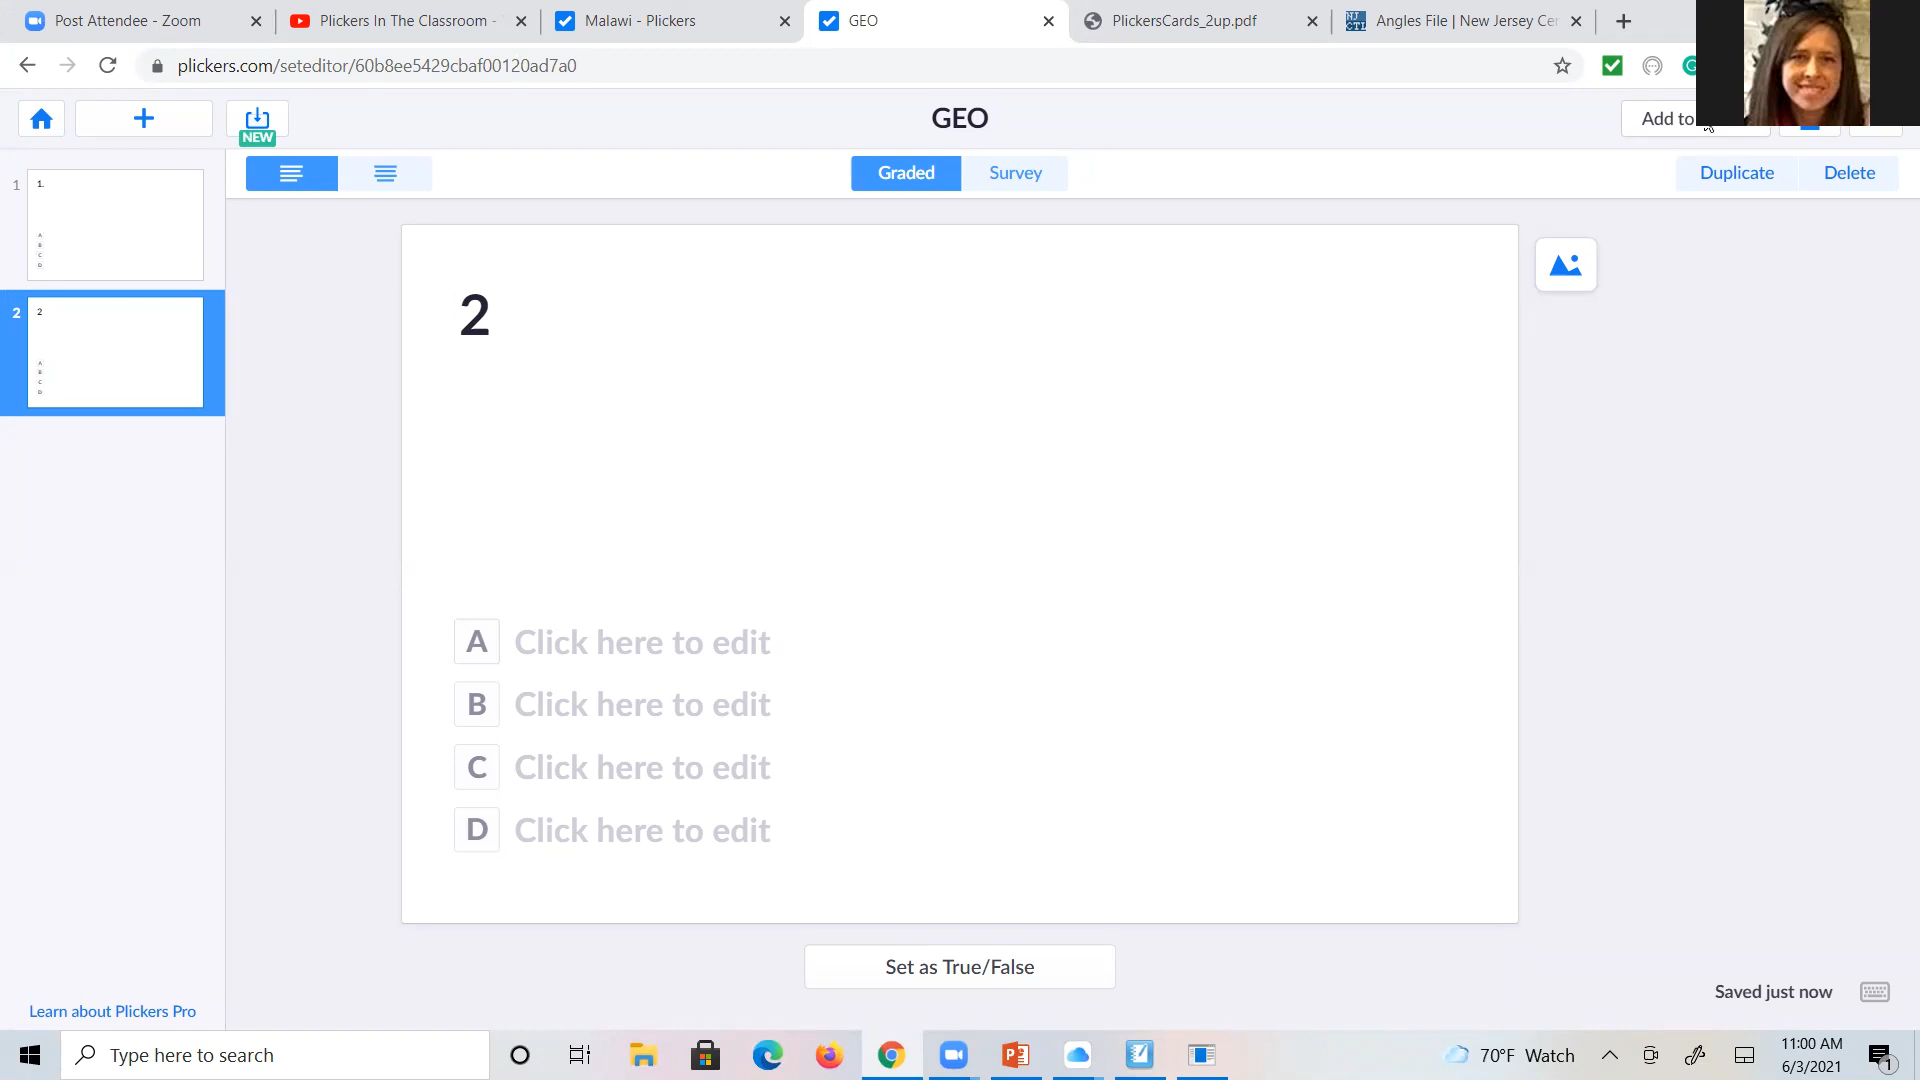 Post Attendee - Zoom
Plickers In The Classroom -
Malawi - Plickers
GEO
PlickersCards_2up.pdf
Angles File | New Jersey Cen
plickers.com/seteditor/60b8ee5429cbaf00120ad7a0
NEW
GEO
Add to
Graded
Survey
Duplicate
Delete
1
1.
A
B
C
D
2
2
A
B
C
D
2
A Click here to edit
B Click here to edit
C Click here to edit
D Click here to edit
Set as True/False
Saved just now
Learn about Plickers Pro
Type here to search
70°F Watch
11:00 AM
6/3/2021
1